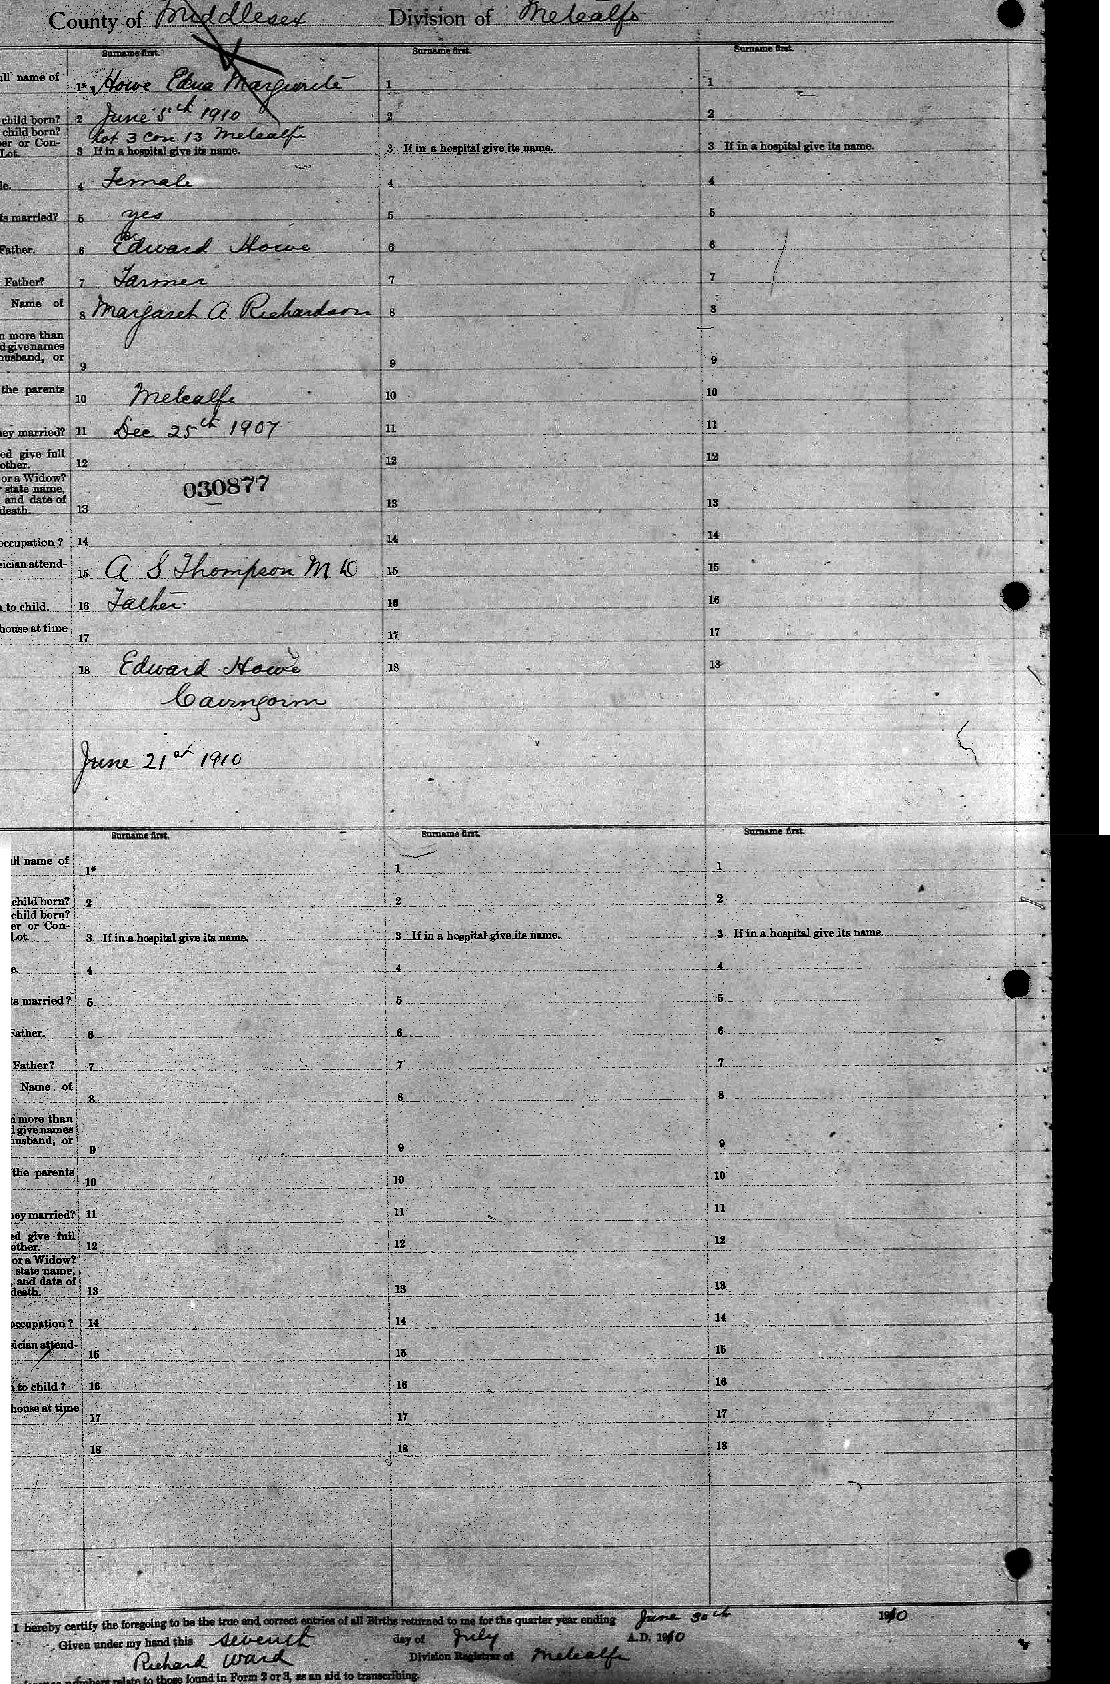 County of Middlesex Division of Metcalfe
Surname first. Surname first. Surname first.
ull name of 1* Howe Edna Marguerite 1 1
child born? 2 June 5th 1910 2 2
child born?
er or Con- Lot 3 Con 13 Metcalfe
Lot. 3 If in a hospital give its name. 3 If in a hospital give its name. 3 If in a hospital give its name.
le. 4 Female 4 4
ts married? 5 yes 5 5
Father. 6 Edward Howe 6 6
Father? 7 Farmer 7 7
Name of
8 Margaret A Richardson 8 8
n more than
d give names
husband, or
9 9 9
the parents
10 Metcalfe 10 10
ey married? 11 Dec 25th 1907 11 11
ed give full
other. 12 12 12
or a Widow?
state name, 030877
and date of
death. 13 13 13
occupation? 14 14 14
ician attend-
15 A S Thompson M D 15 15
to child. 16 Father 16 16
house at time
17 17 17
18 Edward Howe 18 18
Cairngorm
June 21st 1910
Surname first. Surname first. Surname first.
ull name of
1* 1 1
child born? 2 2 2
child born?
er or Con-
Lot 3 If in a hospital give its name. 3 If in a hospital give its name. 3 If in a hospital give its name.
e. 4 4 4
s married? 5 5 5
Father. 6 6 6
Father? 7 7 7
Name of
8 8 8
more than
give names
husband, or
9 9 9
the parents
10 10 10
ey married? 11 11 11
ed give full
other. 12 12 12
or a Widow?
state name,
and date of
death. 13 13 13
occupation? 14 14 14
ician attend-
15 15 15
to child? 16 16 16
house at time
17 17 17
18 18 18
I hereby certify the foregoing to be the true and correct entries of all Births returned to me for the quarter year ending June 30th 1910
Given under my hand this seventh day of July A.D. 1910
Richard Ward Division Registrar of Metcalfe
numbers relate to those found in Form 2 or 3, as an aid to transcribing.